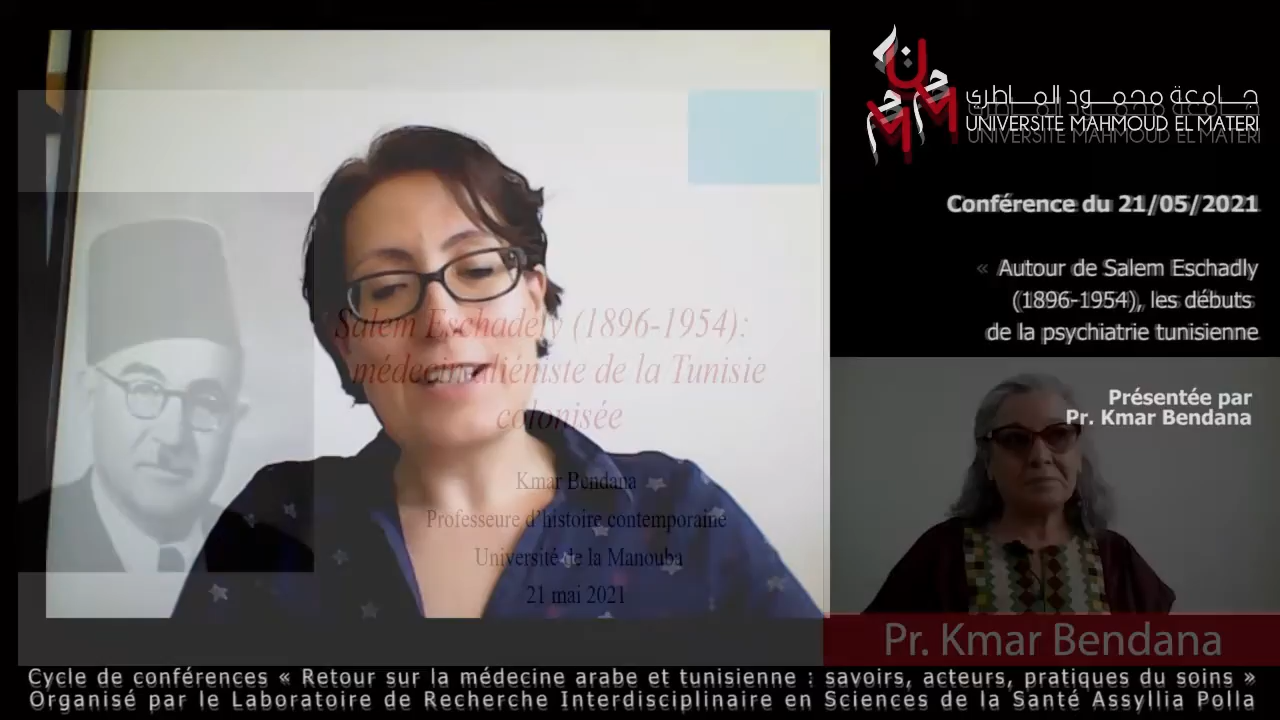 جامعة محمود الماطري
UNIVERSITE MAHMOUD EL MATERI
Conférence du 21/05/2021
« Autour de Salem Eschadly
(1896-1954), les débuts
de la psychiatrie tunisienne
Présentée par
Pr. Kmar Bendana
Salem Eschadely (1896-1954):
médecin aliéniste de la Tunisie
colonisée
Kmar Bendana
Professeure d'histoire contemporaine
Université de la Manouba
21 mai 2021
Pr. Kmar Bendana
Cycle de conférences « Retour sur la médecine arabe et tunisienne : savoirs, acteurs, pratiques du soins »
Organisé par le Laboratoire de Recherche Interdisciplinaire en Sciences de la Santé Assyllia Polla